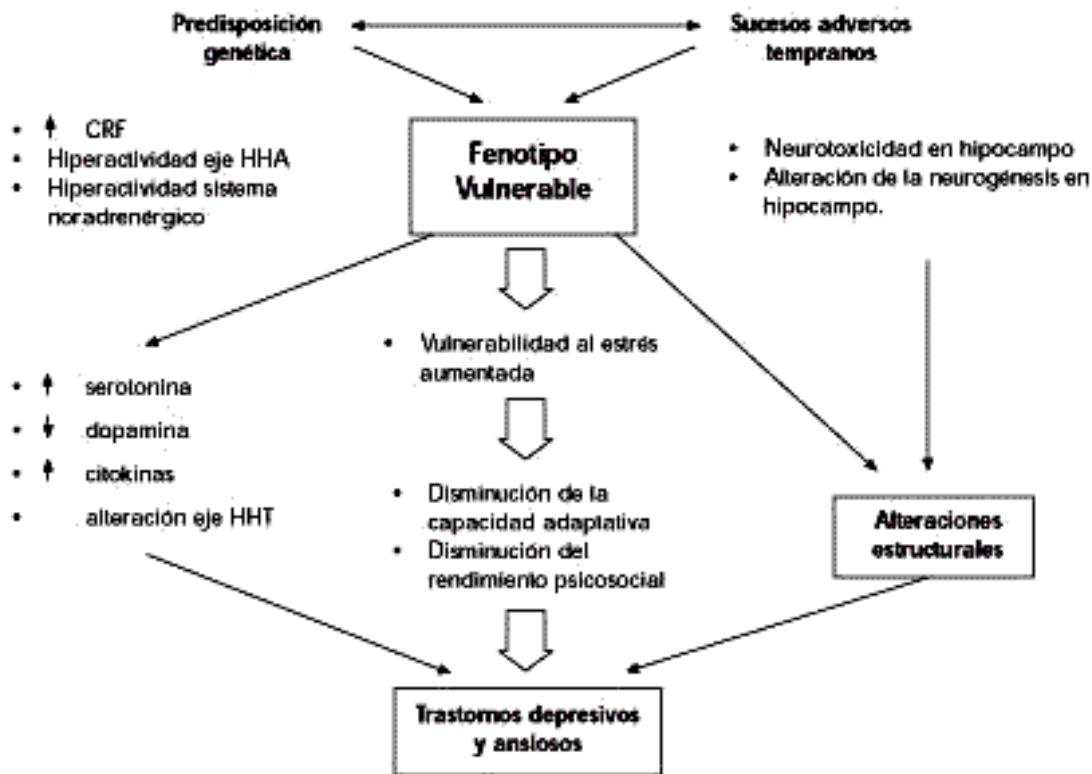 Predisposición
genética
Sucesos adversos
tempranos
• ↑ CRF
• Hiperactividad eje HHA
• Hiperactividad sistema
noradrenérgico
Fenotipo
Vulnerable
• Neurotoxicidad en hipocampo
• Alteración de la neurogénesis en
hipocampo.
• Vulnerabilidad al estrés
aumentada
• ↑ serotonina
• ↓ dopamina
• ↑ citokinas
• alteración eje HHT
• Disminución de la
capacidad adaptativa
• Disminución del
rendimiento psicosocial
Alteraciones
estructurales
Trastornos depresivos
y ansiosos